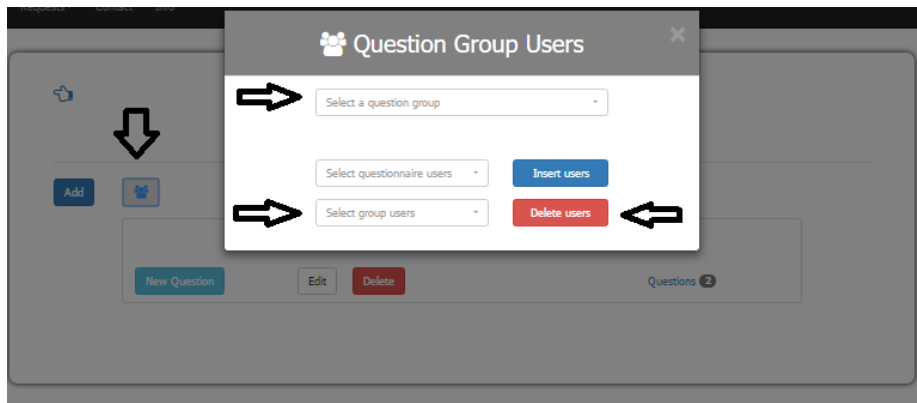 Requests Contact Info
Question Group Users
Select a question group
Select questionnaire users
Insert users
Add
Select group users
Delete users
New Question
Edit
Delete
Questions 2